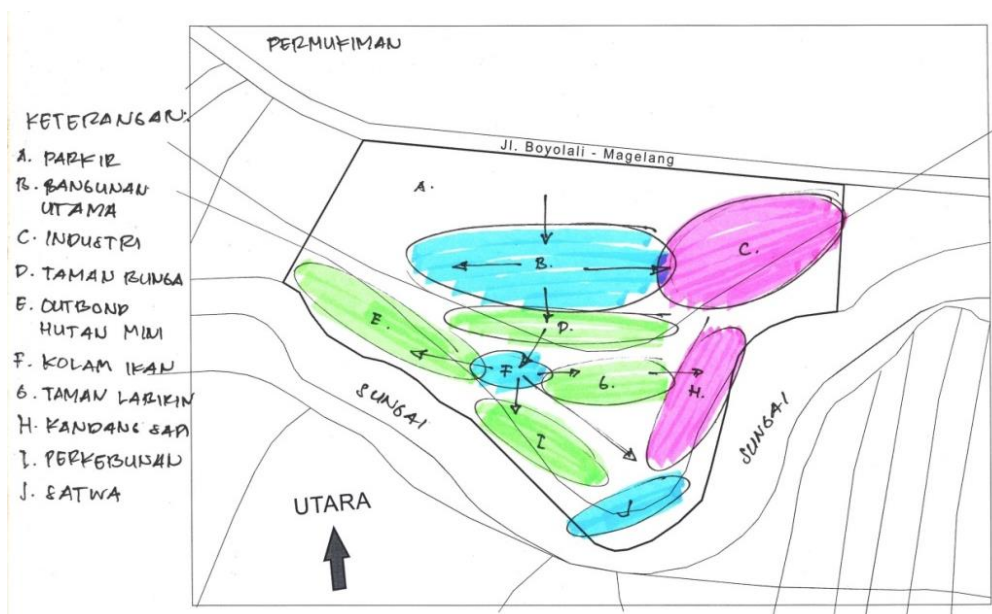 PERMUKIMAN
KETERANGAN:
A. PARKIR
B. BANGUNAN
UTAMA
C. INDUSTRI
D. TAMAN BUNGA
E. OUTBOND
HUTAN MINI
F. KOLAM IKAN
G. TAMAN LABIRIN
H. KANDANG SAPI
I. PERKEBUNAN
J. SATWA
Jl. Boyolali - Magelang
A.
B.
C.
D.
E.
F
G.
H.
I
J
SUNGAI
SUNGAI
UTARA